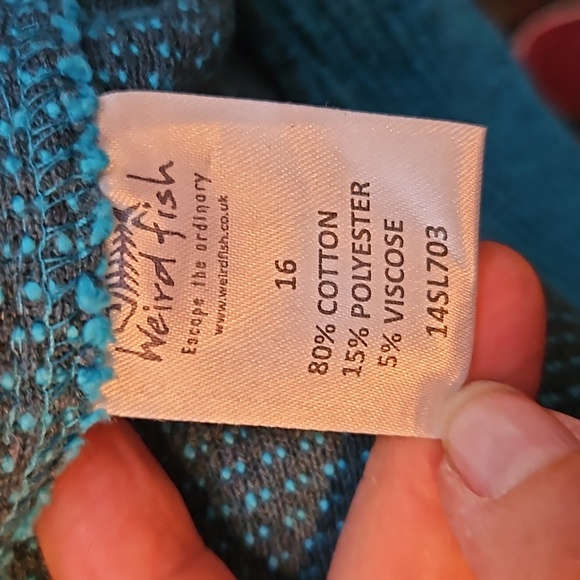 Weird fish
Escape the ordinary
www.weirdfish.co.uk
16
80% COTTON
15% POLYESTER
5% VISCOSE
14SL703